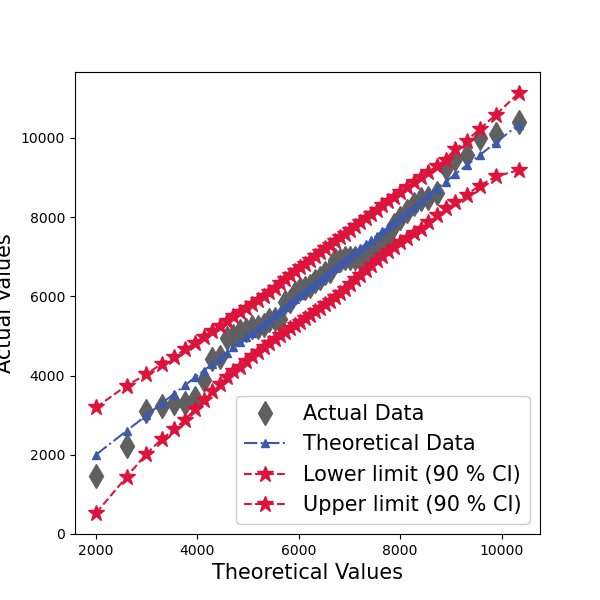 10000
8000
6000
4000
2000
0
Actual Values
Actual Data
Theoretical Data
Lower limit (90 % CI)
Upper limit (90 % CI)
2000 4000 6000 8000 10000
Theoretical Values